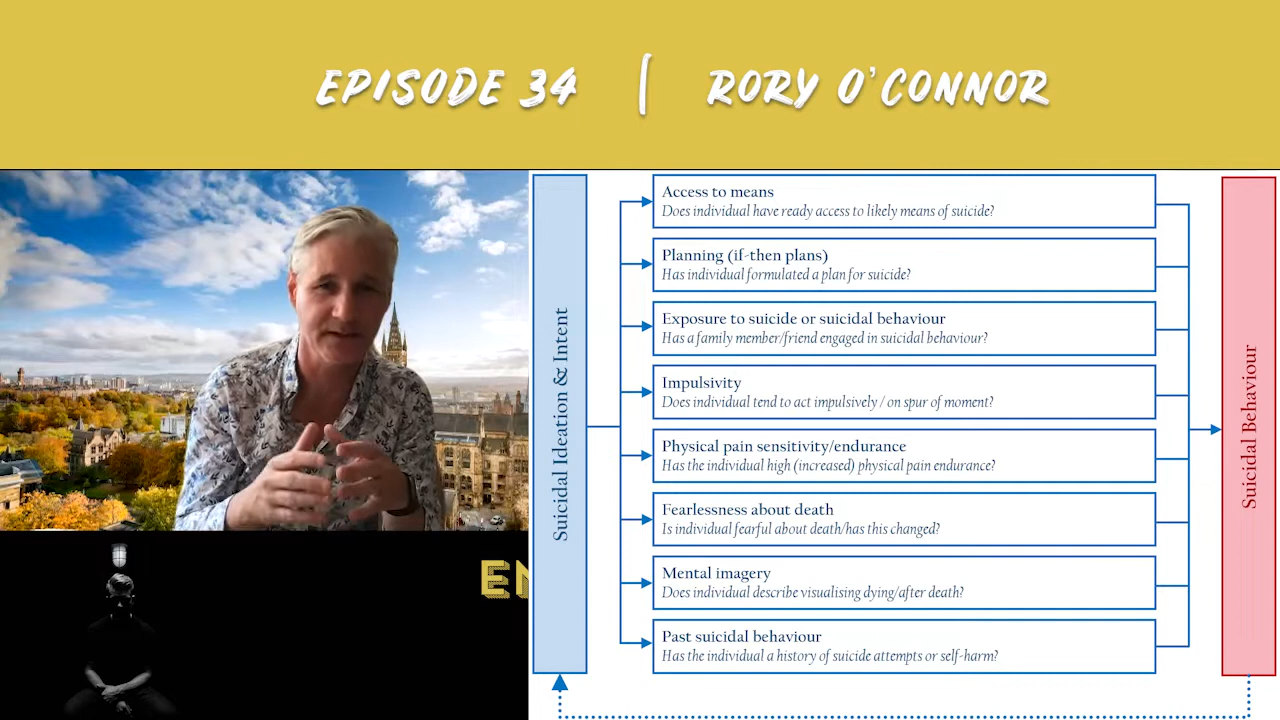 EPISODE 34 | RORY O'CONNOR
Suicidal Ideation & Intent
Access to means
Does individual have ready access to likely means of suicide?
Planning (if-then plans)
Has individual formulated a plan for suicide?
Exposure to suicide or suicidal behaviour
Has a family member/friend engaged in suicidal behaviour?
Impulsivity
Does individual tend to act impulsively / on spur of moment?
Physical pain sensitivity/endurance
Has the individual high (increased) physical pain endurance?
Fearlessness about death
Is individual fearful about death/has this changed?
Mental imagery
Does individual describe visualising dying/after death?
Past suicidal behaviour
Has the individual a history of suicide attempts or self-harm?
Suicidal Behaviour